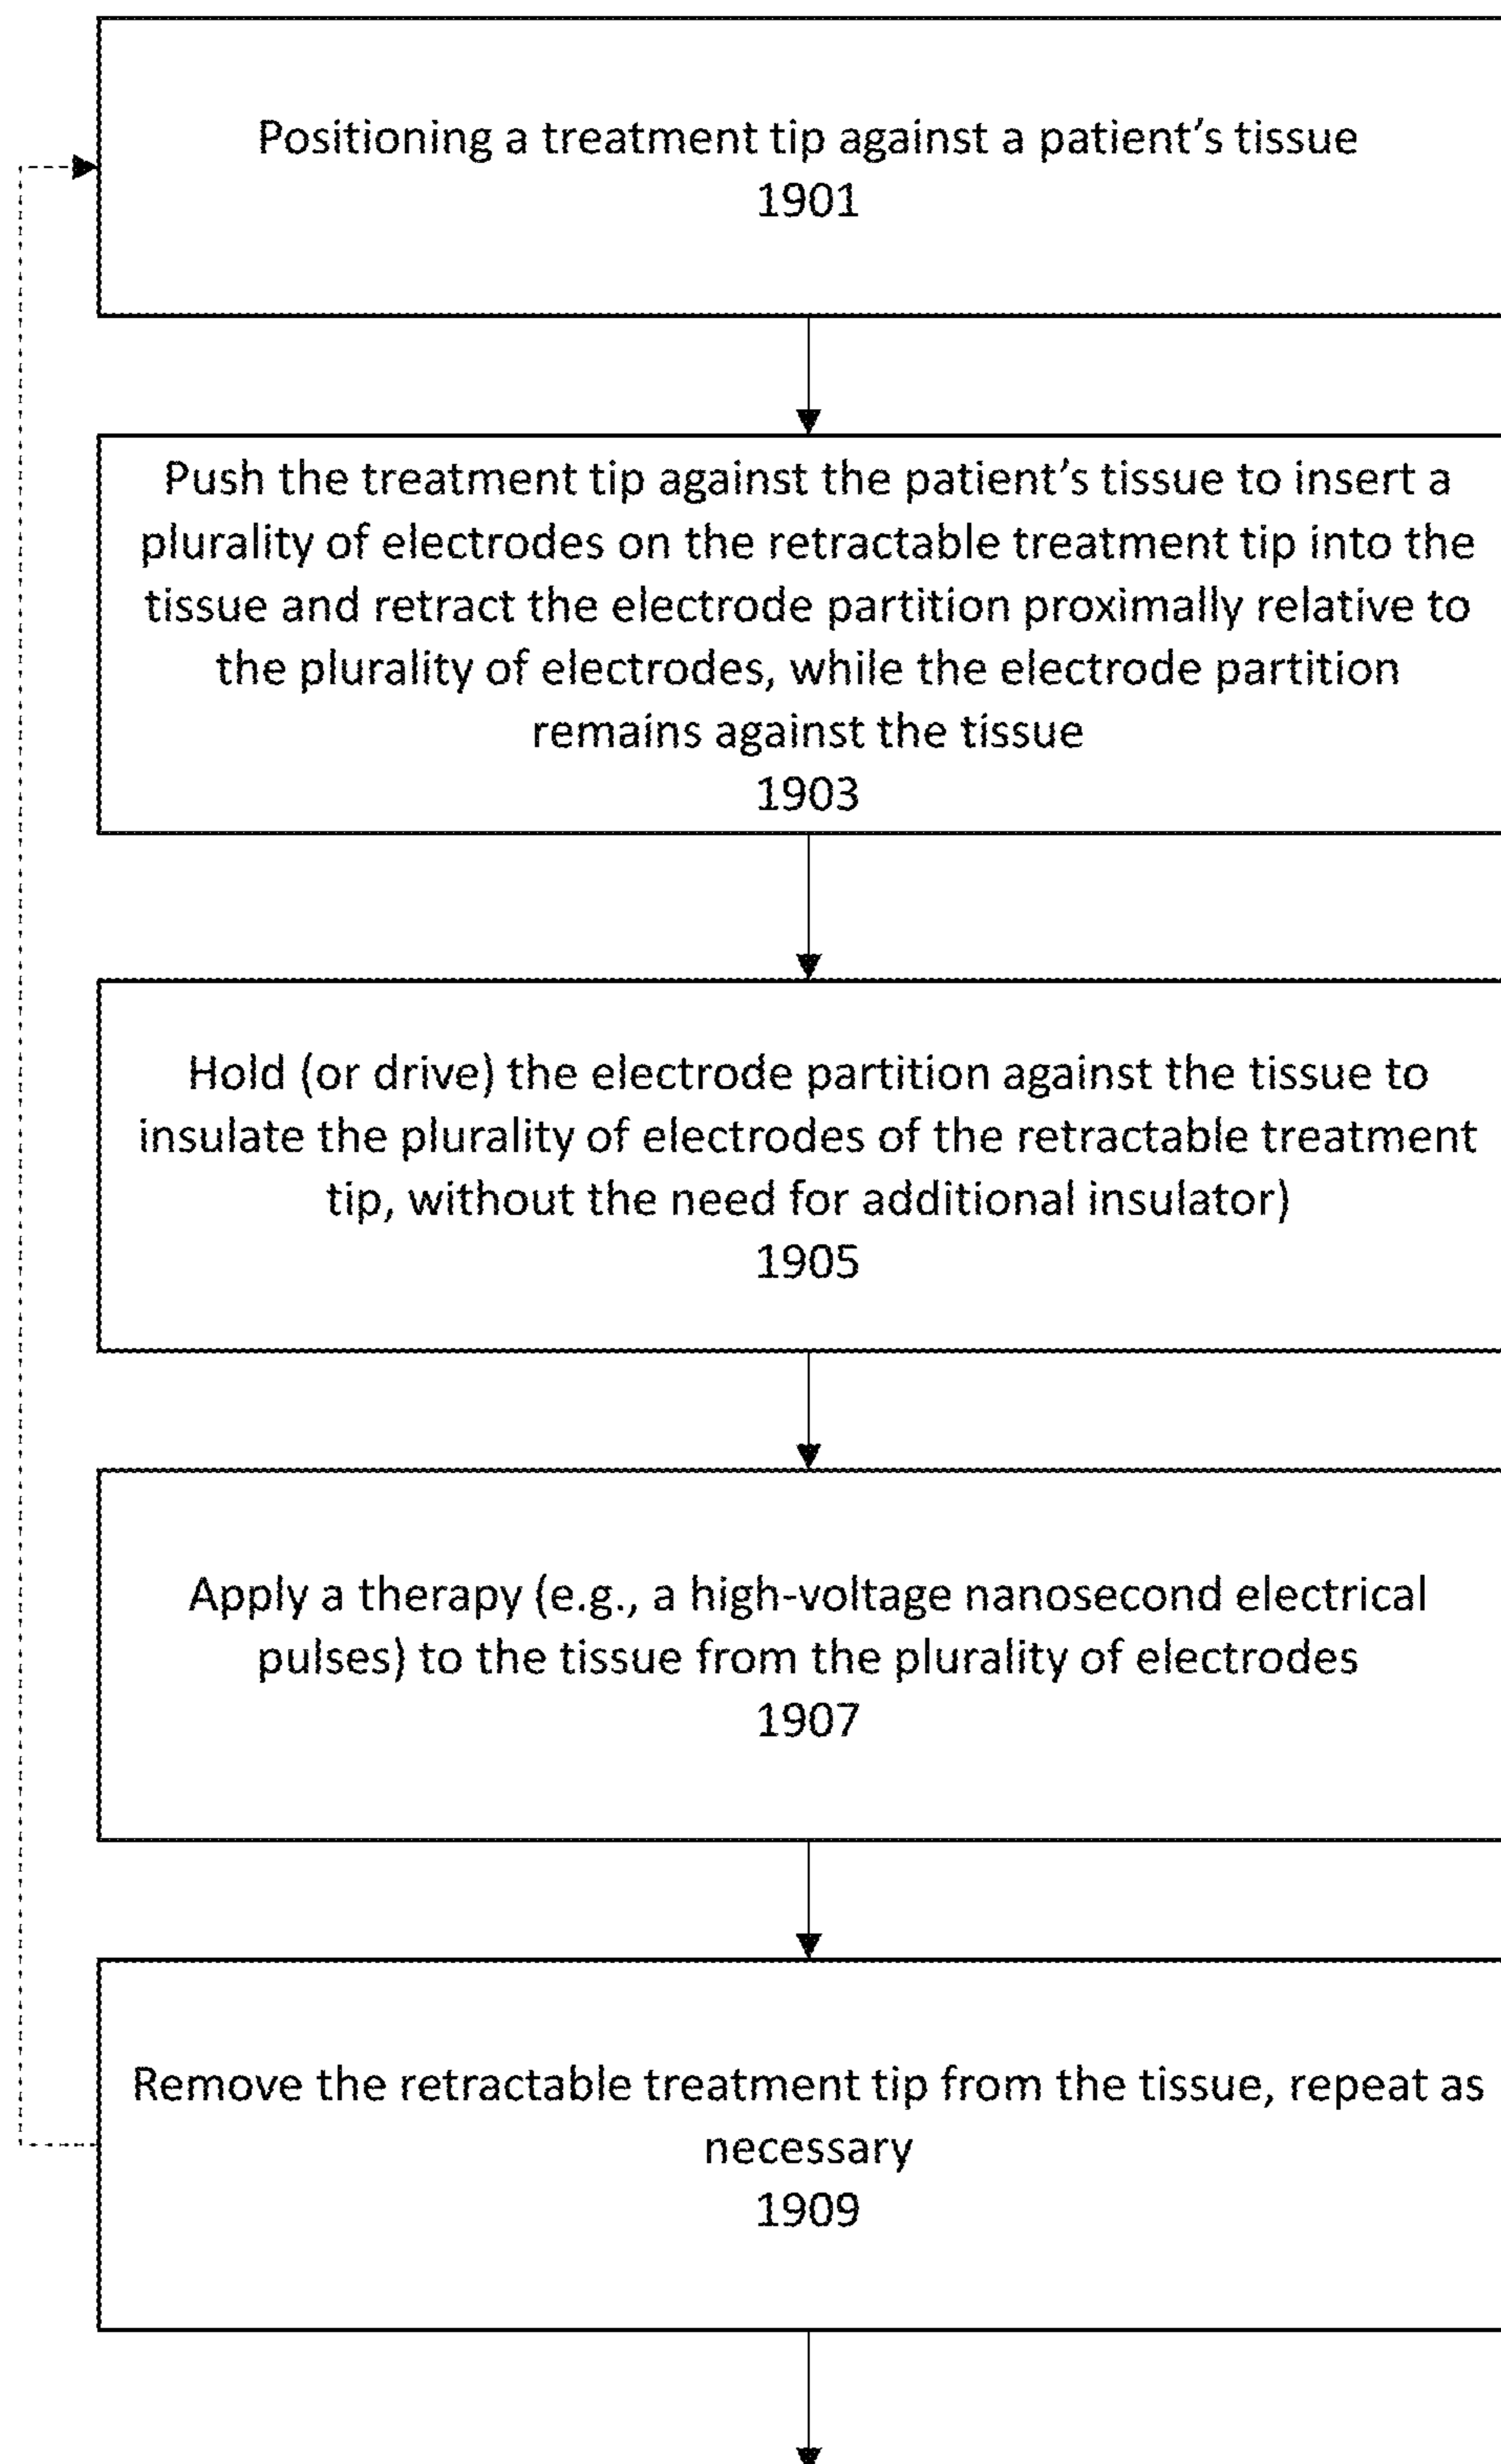 Positioning a treatment tip against a patient’s tissue
1901
Push the treatment tip against the patient’s tissue to insert a
plurality of electrodes on the retractable treatment tip into the
tissue and retract the electrode partition proximally relative to
the plurality of electrodes, while the electrode partition
remains against the tissue
1903
Hold (or drive) the electrode partition against the tissue to
insulate the plurality of electrodes of the retractable treatment
tip, without the need for additional insulator)
1905
Apply a therapy (e.g., a high-voltage nanosecond electrical
pulses) to the tissue from the plurality of electrodes
1907
Remove the retractable treatment tip from the tissue, repeat as
necessary
1909